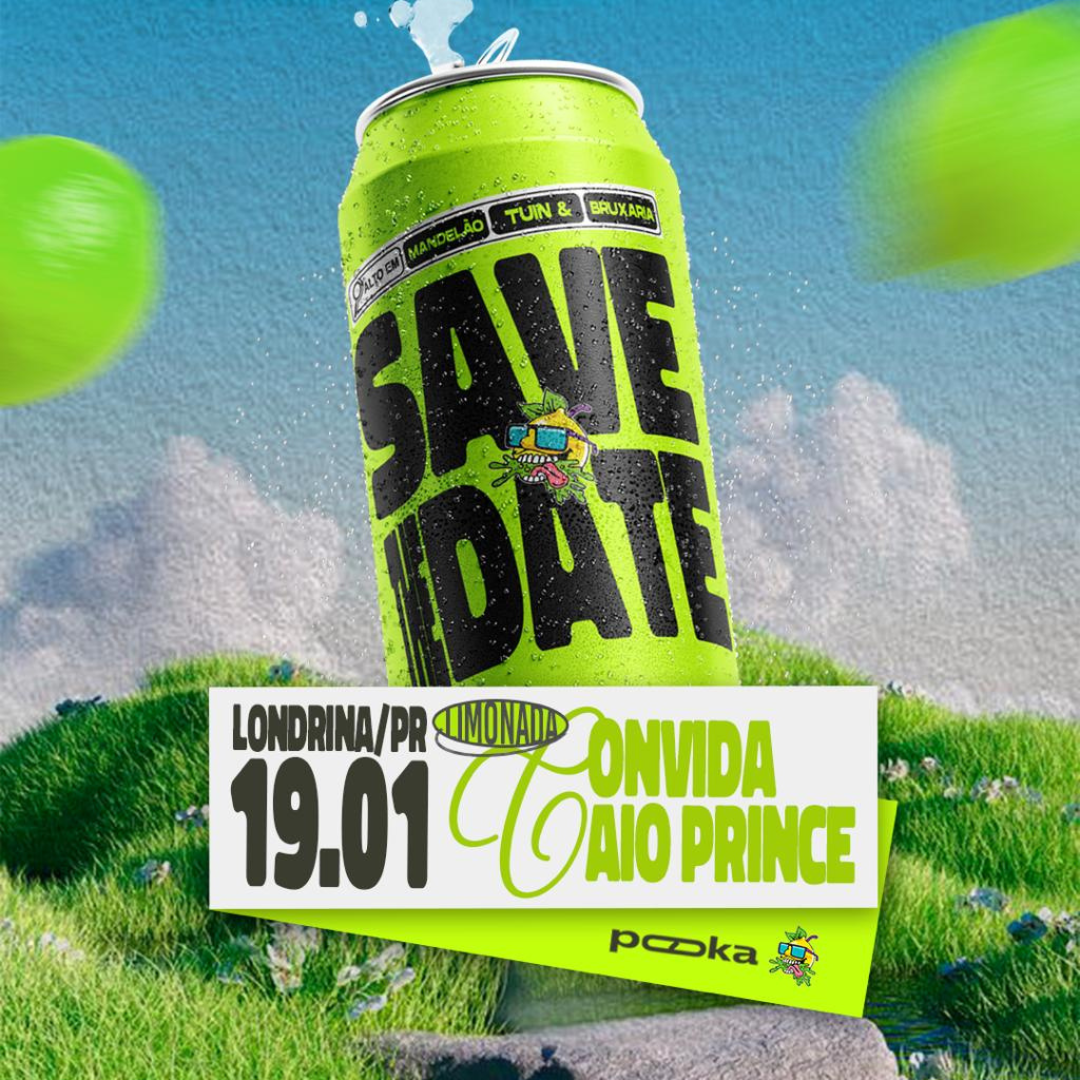 ALTO EM MANDELÃO TUIN & BRUXARIA
SAVE
THE DATE
LONDRINA/PR
19.01
LIMONADA
CONVIDA
CAIO PRINCE
pooka